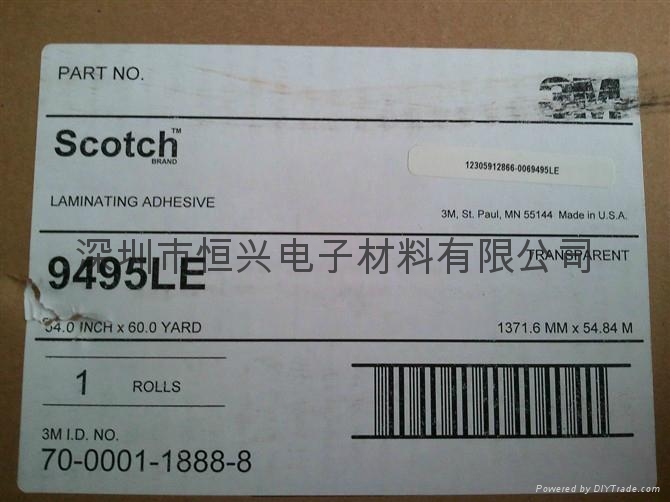 PART NO.
3M
Scotch™
BRAND
12305912866-0069495LE
LAMINATING ADHESIVE
3M, St. Paul, MN 55144 Made in U.S.A.
深圳市恒兴电子材料有限公司
TRANSPARENT
9495LE
54.0 INCH x 60.0 YARD
1371.6 MM x 54.84 M
1 ROLLS
3M I.D. NO.
70-0001-1888-8
Powered by DIYTrade.com